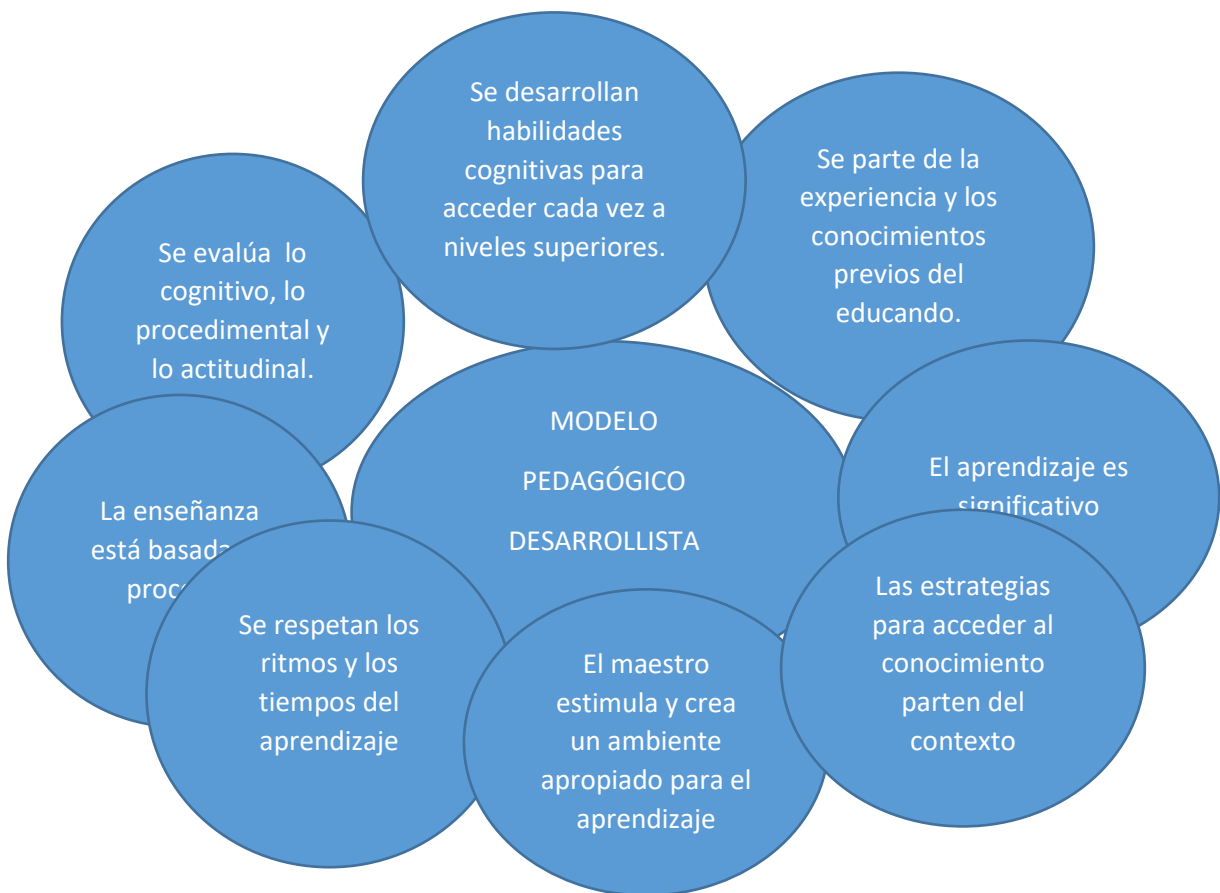 Se desarrollan
habilidades
cognitivas para
acceder cada vez a
niveles superiores.
Se parte de la
experiencia y los
conocimientos
previos del
educando.
Se evalúa lo
cognitivo, lo
procedimental y
lo actitudinal.
MODELO
PEDAGÓGICO
DESARROLLISTA
El aprendizaje es
significativo
La enseñanza
está basada
Las estrategias
para acceder al
conocimiento
parten del
contexto
Se respetan los
ritmos y los
tiempos del
aprendizaje
El maestro
estimula y crea
un ambiente
apropiado para el
aprendizaje